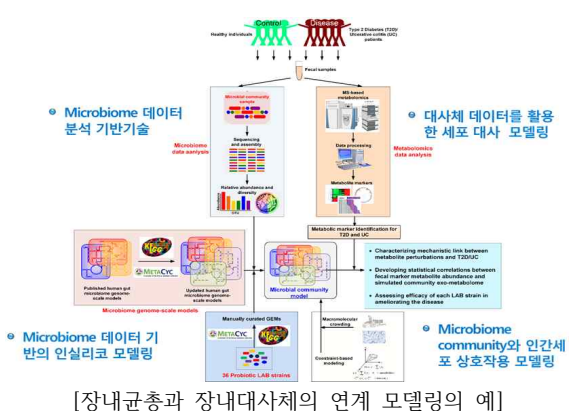 Control
Disease
Healthy individuals
Type 2 Diabetes (T2D)/
Ulcerative colitis (UC)
patients
Fecal samples
Microbial community
sample
Sequencing
and assembly
Microbiome
data aanlysis
Relative abundance and
diversity
MS-based
metabolomics
Data processing
Metabolomics
data analysis
Metabolite markers
Microbiome 데이터
분석 기반기술
대사체 데이터를 활용
한 세포 대사 모델링
Metabolic marker identification for
T2D and UC
KEGG
METACYC
Published human gut
microbiome genome-
scale models
Updated human gut
microbiome genome-
scale models
Microbial community
model
Characterizing mechanistic link between
metabolite perturbations and T2D/UC
Developing statistical correlations between
fecal marker metabolite abundance and
simulated community exo-metabolome
Assessing efficacy of each LAB strain in
ameliorating the disease
Microbiome genome-scale models
Manually curated GEMs
METACYC
KEGG
36 Probiotic LAB strains
Macromolecular
crowding
Constraint-based
modeling
Microbiome 데이터 기
반의 인실리코 모델링
Microbiome
community와 인간세
포 상호작용 모델링
[장내균총과 장내대사체의 연계 모델링의 예]